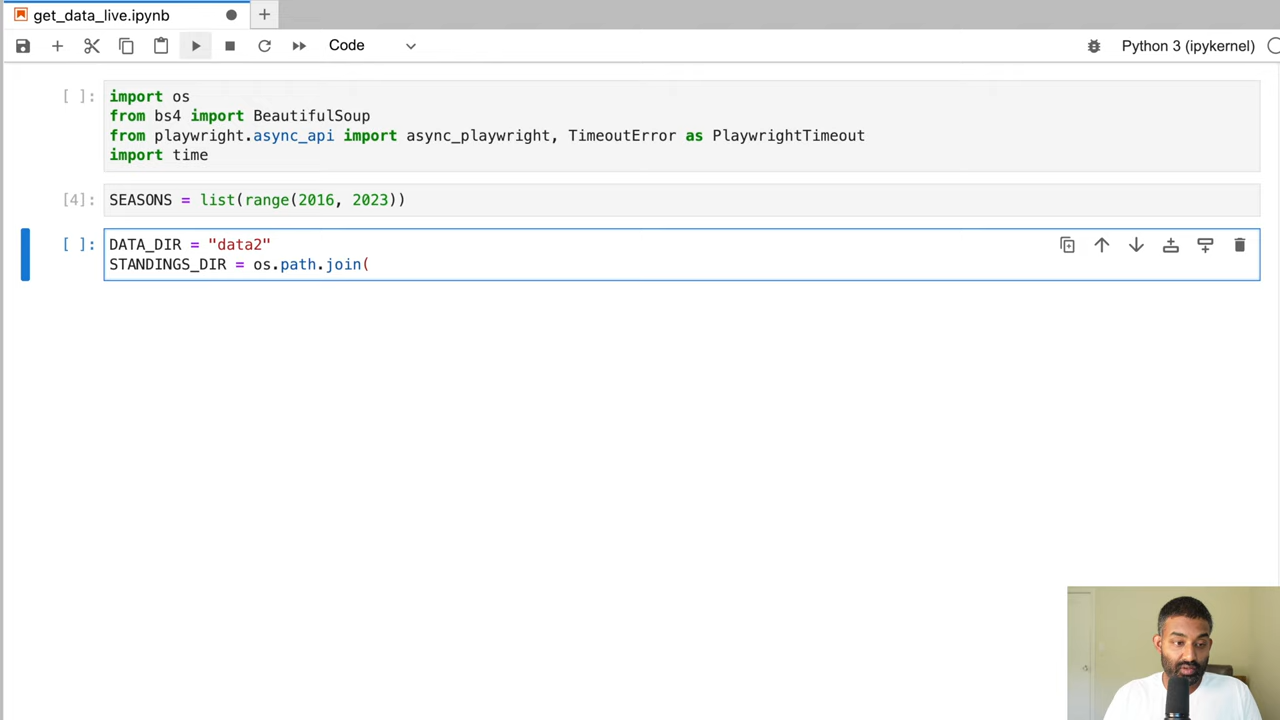 get_data_live.ipynb
Code
Python 3 (ipykernel)
[ ]:
import os
from bs4 import BeautifulSoup
from playwright.async_api import async_playwright, TimeoutError as PlaywrightTimeout
import time
[4]:
SEASONS = list(range(2016, 2023))
[ ]:
DATA_DIR = "data2"
STANDINGS_DIR = os.path.join(